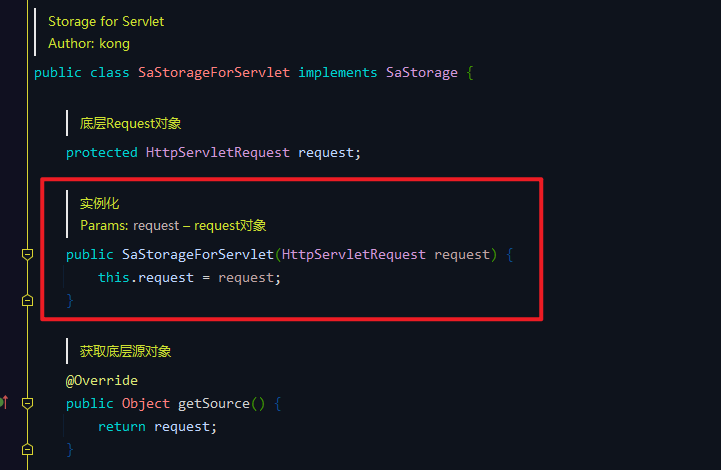 Storage for Servlet
Author: kong
public class SaStorageForServlet implements SaStorage {
底层Request对象
protected HttpServletRequest request;
实例化
Params: request – request对象
public SaStorageForServlet(HttpServletRequest request) {
this.request = request;
}
获取底层源对象
@Override
public Object getSource() {
return request;
}